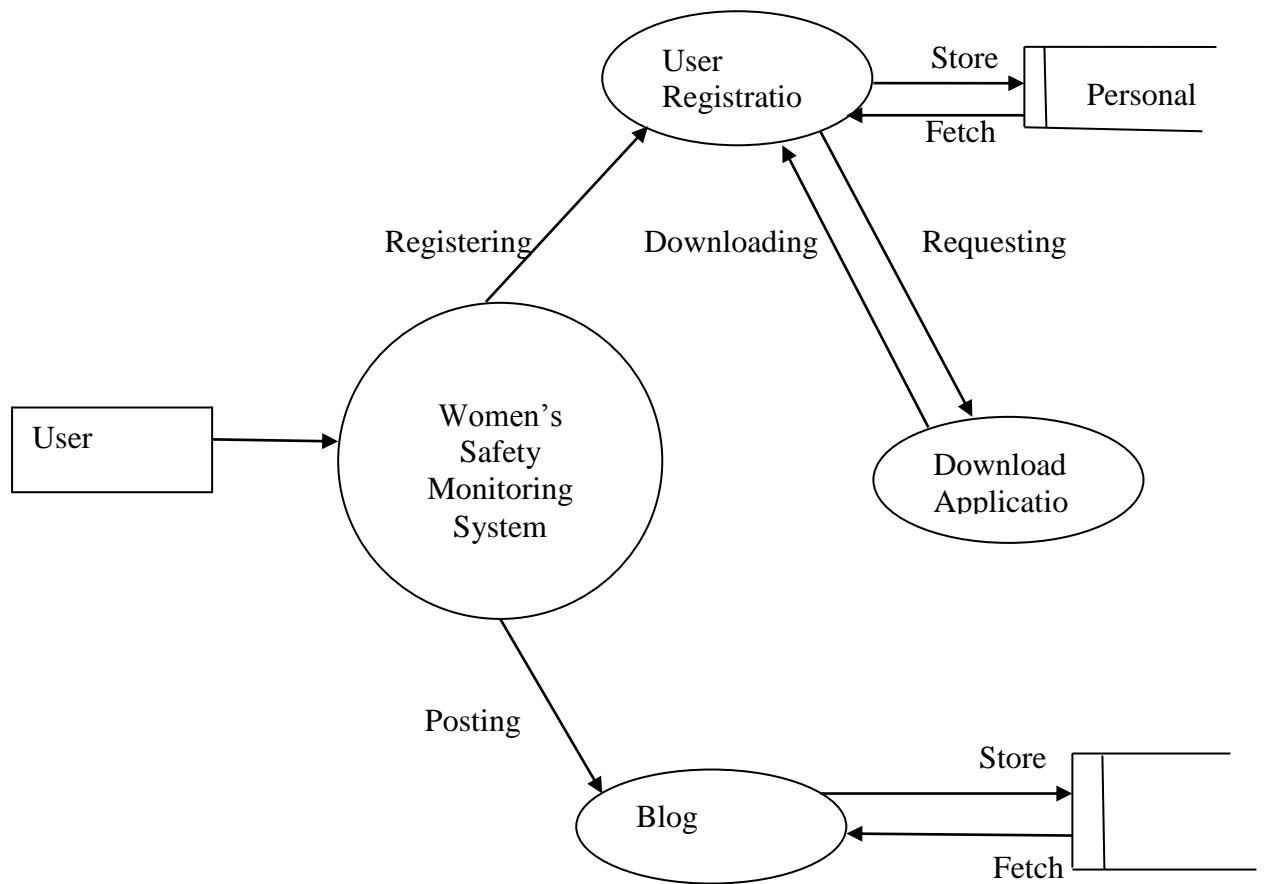 User
Registratio
Store
Personal
Fetch
Registering
Downloading
Requesting
User
Women’s
Safety
Monitoring
System
Download
Applicatio
Posting
Store
Blog
Fetch